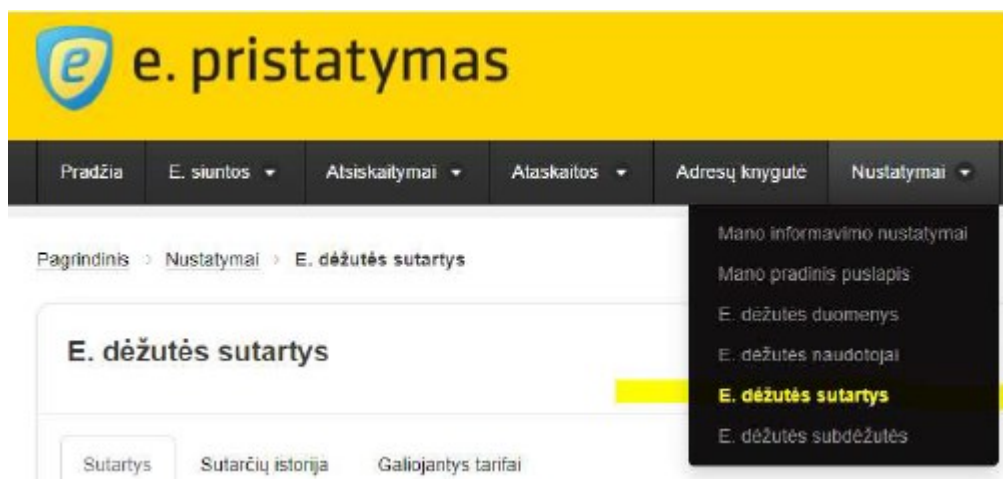 e. pristatymas
Pradžia E. siuntos Atsiskaitymai Ataskaitos Adresų knygutė Nustatymai
Mano informavimo nustatymai
Pagrindinis Nustatymai E. dėžutės sutartys
Mano pradinis puslapis
E. dėžutės duomenys
E. dėžutės sutartys
E. dėžutės naudotojai
E. dėžutės sutartys
E. dėžutės subdėžutės
Sutartys Sutarčių istorija Galiojantys tarifai